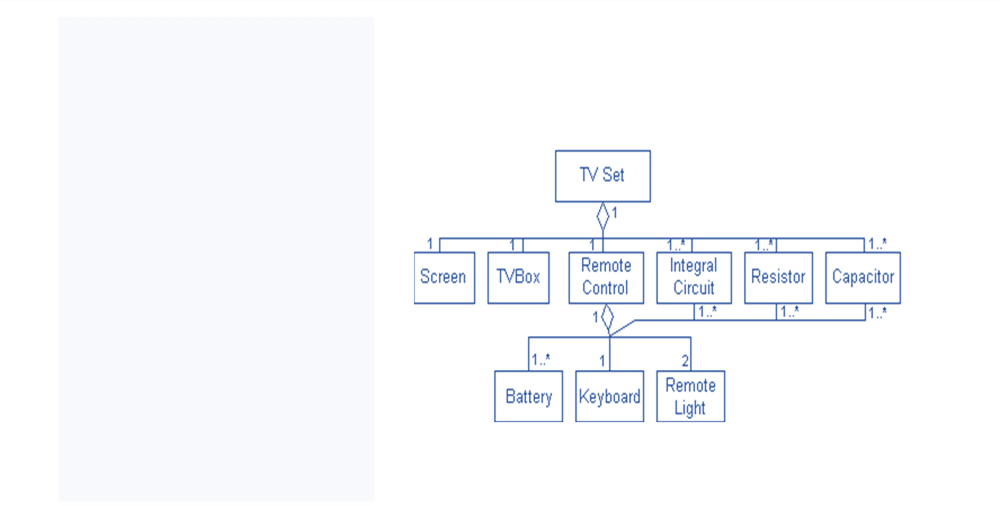 TV Set
1
1
1
1
1..*
1..*
1..*
Screen
TVBox
Remote
Control
Integral
Circuit
Resistor
Capacitor
1
1..*
1..*
1..*
1..*
1
2
Battery
Keyboard
Remote
Light